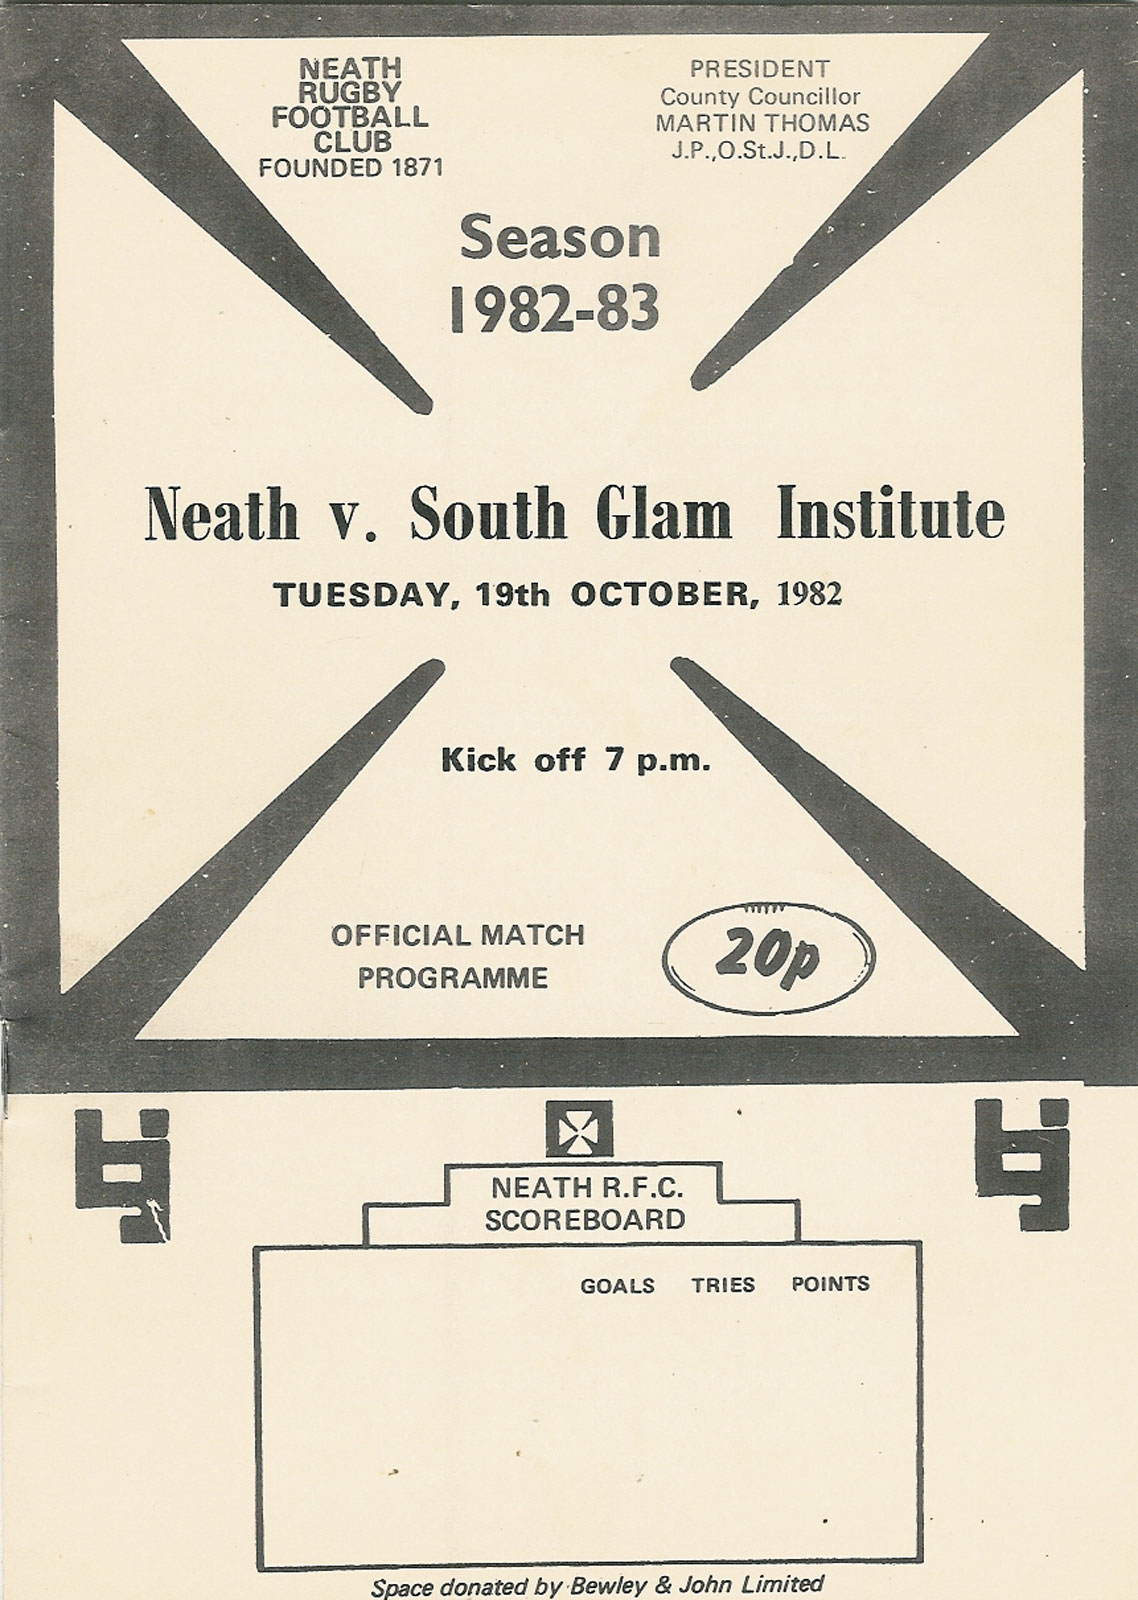 NEATH
RUGBY
FOOTBALL
CLUB
FOUNDED 1871
PRESIDENT
County Councillor
MARTIN THOMAS
J.P.,O.St.J.,D.L.
Season
1982-83
Neath v. South Glam Institute
TUESDAY, 19th OCTOBER, 1982
Kick off 7 p.m.
OFFICIAL MATCH
PROGRAMME
20p
NEATH R.F.C.
SCOREBOARD
GOALS TRIES POINTS
Space donated by Bewley & John Limited